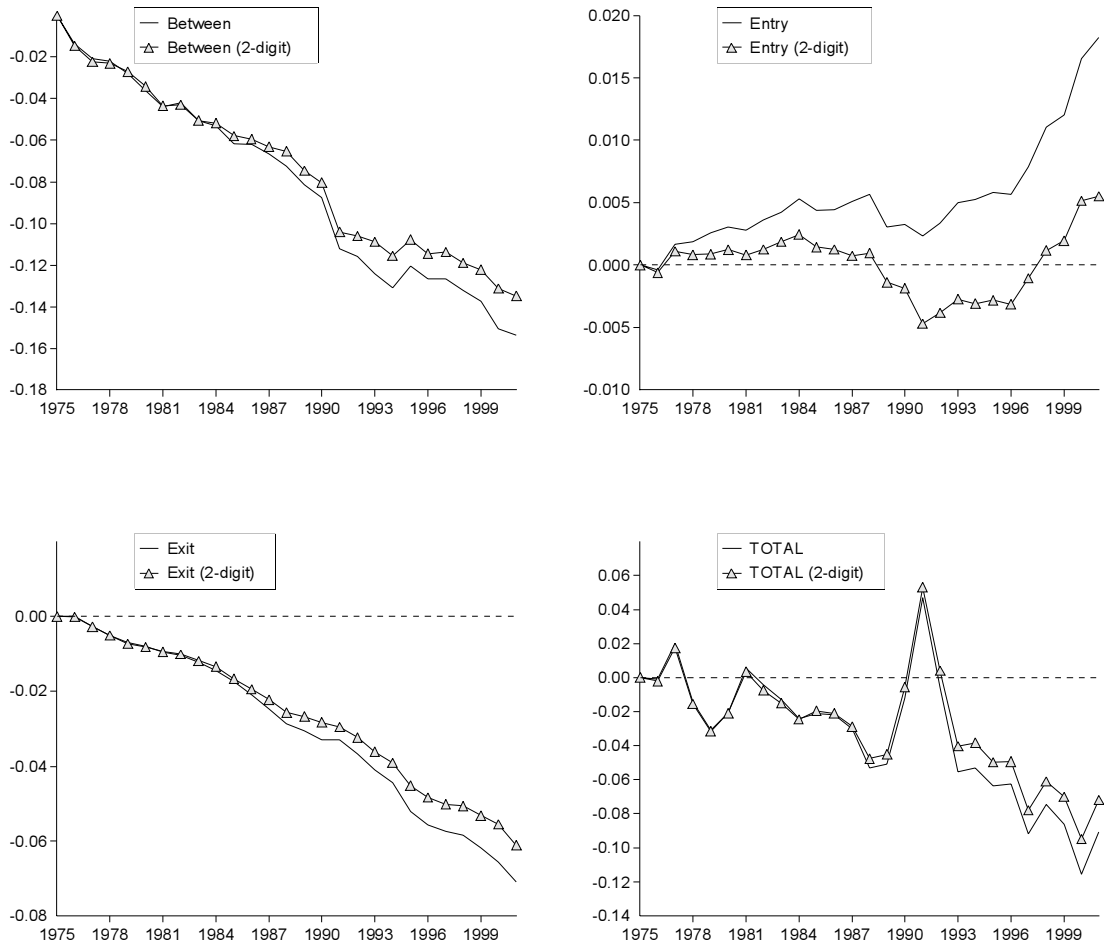 Between
Between (2-digit)
-0.02
-0.04
-0.06
-0.08
-0.10
-0.12
-0.14
-0.16
-0.18
1975 1978 1981 1984 1987 1990 1993 1996 1999
Entry
Entry (2-digit)
0.020
0.015
0.010
0.005
0.000
-0.005
-0.010
1975 1978 1981 1984 1987 1990 1993 1996 1999
Exit
Exit (2-digit)
0.00
-0.02
-0.04
-0.06
-0.08
1975 1978 1981 1984 1987 1990 1993 1996 1999
TOTAL
TOTAL (2-digit)
0.06
0.04
0.02
0.00
-0.02
-0.04
-0.06
-0.08
-0.10
-0.12
-0.14
1975 1978 1981 1984 1987 1990 1993 1996 1999